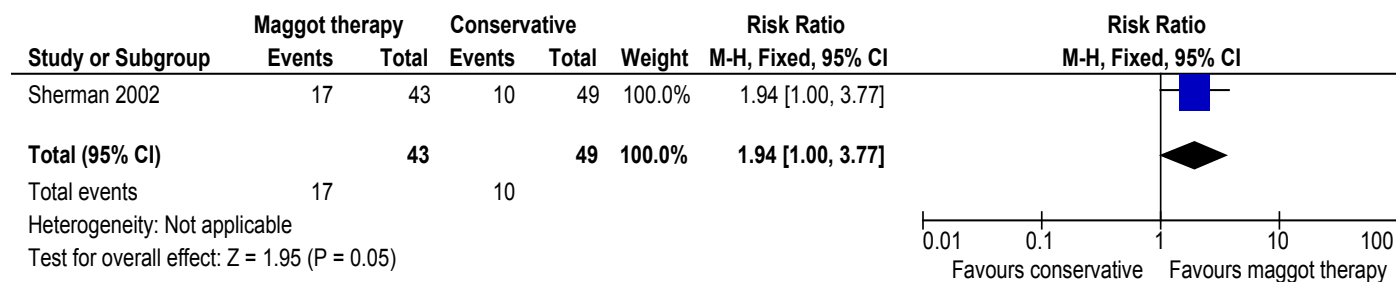 Maggot therapy Conservative Risk Ratio Risk Ratio
Study or Subgroup Events Total Events Total Weight M-H, Fixed, 95% CI M-H, Fixed, 95% CI
Sherman 2002 17 43 10 49 100.0% 1.94 [1.00, 3.77]
Total (95% CI) 43 49 100.0% 1.94 [1.00, 3.77]
Total events 17 10
Heterogeneity: Not applicable
Test for overall effect: Z = 1.95 (P = 0.05)
0.01 0.1 1 10 100
Favours conservative Favours maggot therapy